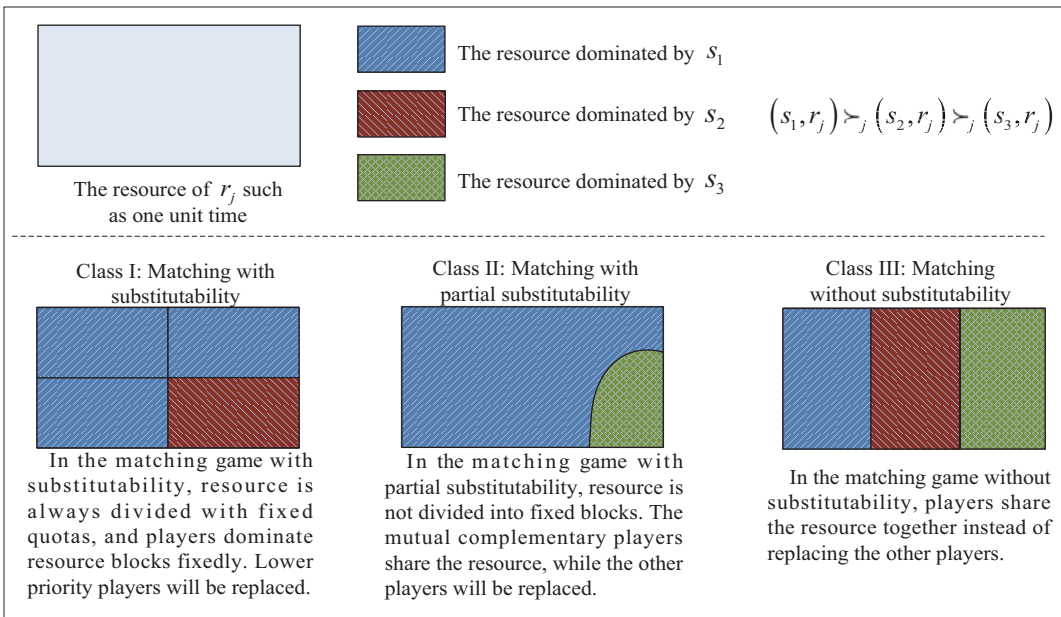 The resource of r_j such
as one unit time
The resource dominated by s_1
The resource dominated by s_2
The resource dominated by s_3
(s_1, r_j) ≻_j (s_2, r_j) ≻_j (s_3, r_j)
Class I: Matching with
substitutability
In the matching game with
substitutability, resource is
always divided with fixed
quotas, and players dominate
resource blocks fixedly. Lower
priority players will be replaced.
Class II: Matching with
partial substitutability
In the matching game with
partial substitutability, resource is
not divided into fixed blocks. The
mutual complementary players
share the resource, while the other
players will be replaced.
Class III: Matching
without substitutability
In the matching game without
substitutability, players share
the resource together instead of
replacing the other players.